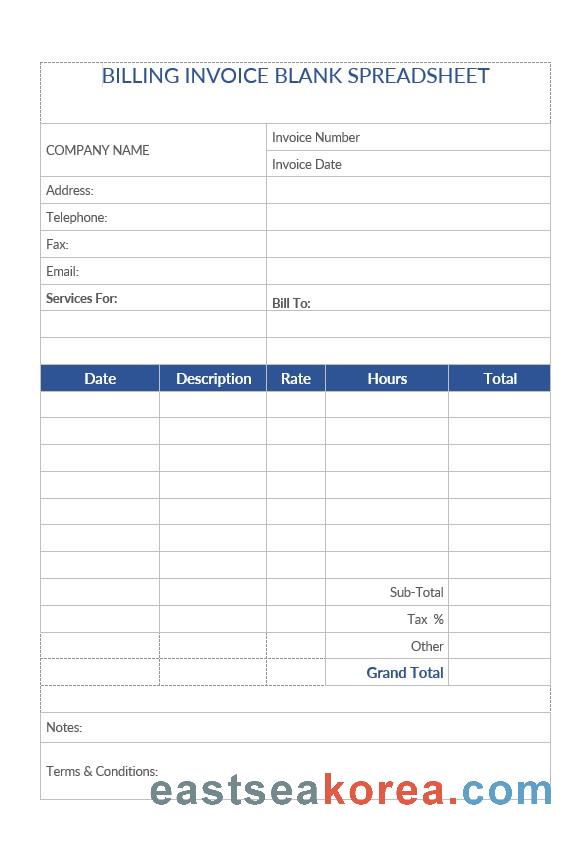 BILLING INVOICE BLANK SPREADSHEET
COMPANY NAME
Invoice Number
Invoice Date
Address:
Telephone:
Fax:
Email:
Services For:
Bill To:
Date Description Rate Hours Total
Sub-Total
Tax %
Other
Grand Total
Notes:
Terms & Conditions:
eastseakorea.com